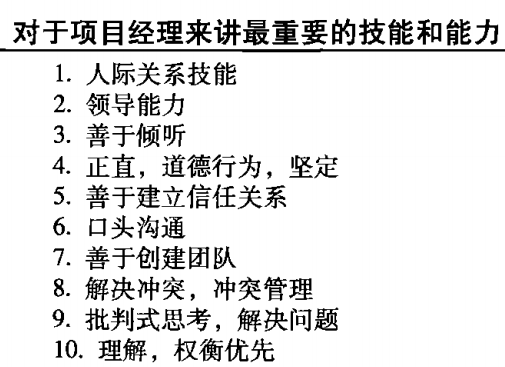 对于项目经理来讲最重要的技能和能力
1. 人际关系技能
2. 领导能力
3. 善于倾听
4. 正直，道德行为，坚定
5. 善于建立信任关系
6. 口头沟通
7. 善于创建团队
8. 解决冲突，冲突管理
9. 批判式思考，解决问题
10. 理解，权衡优先